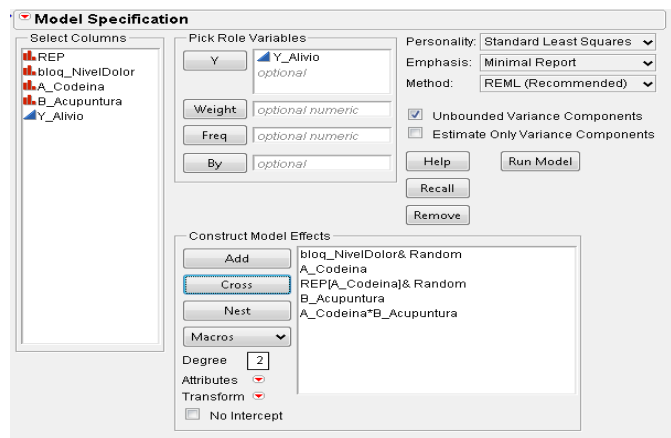 Model Specification
Select Columns
REP
bloq_NivelDolor
A_Codeina
B_Acupuntura
Y_Alivio
Pick Role Variables
Y
Y_Alivio
optional
Weight
optional numeric
Freq
optional numeric
By
optional
Personality: Standard Least Squares
Emphasis: Minimal Report
Method: REML (Recommended)
Unbounded Variance Components
Estimate Only Variance Components
Help
Run Model
Recall
Remove
Construct Model Effects
Add
Cross
Nest
Macros
Degree 2
Attributes
Transform
No Intercept
bloq_NivelDolor& Random
A_Codeina
REP[A_Codeina]& Random
B_Acupuntura
A_Codeina*B_Acupuntura